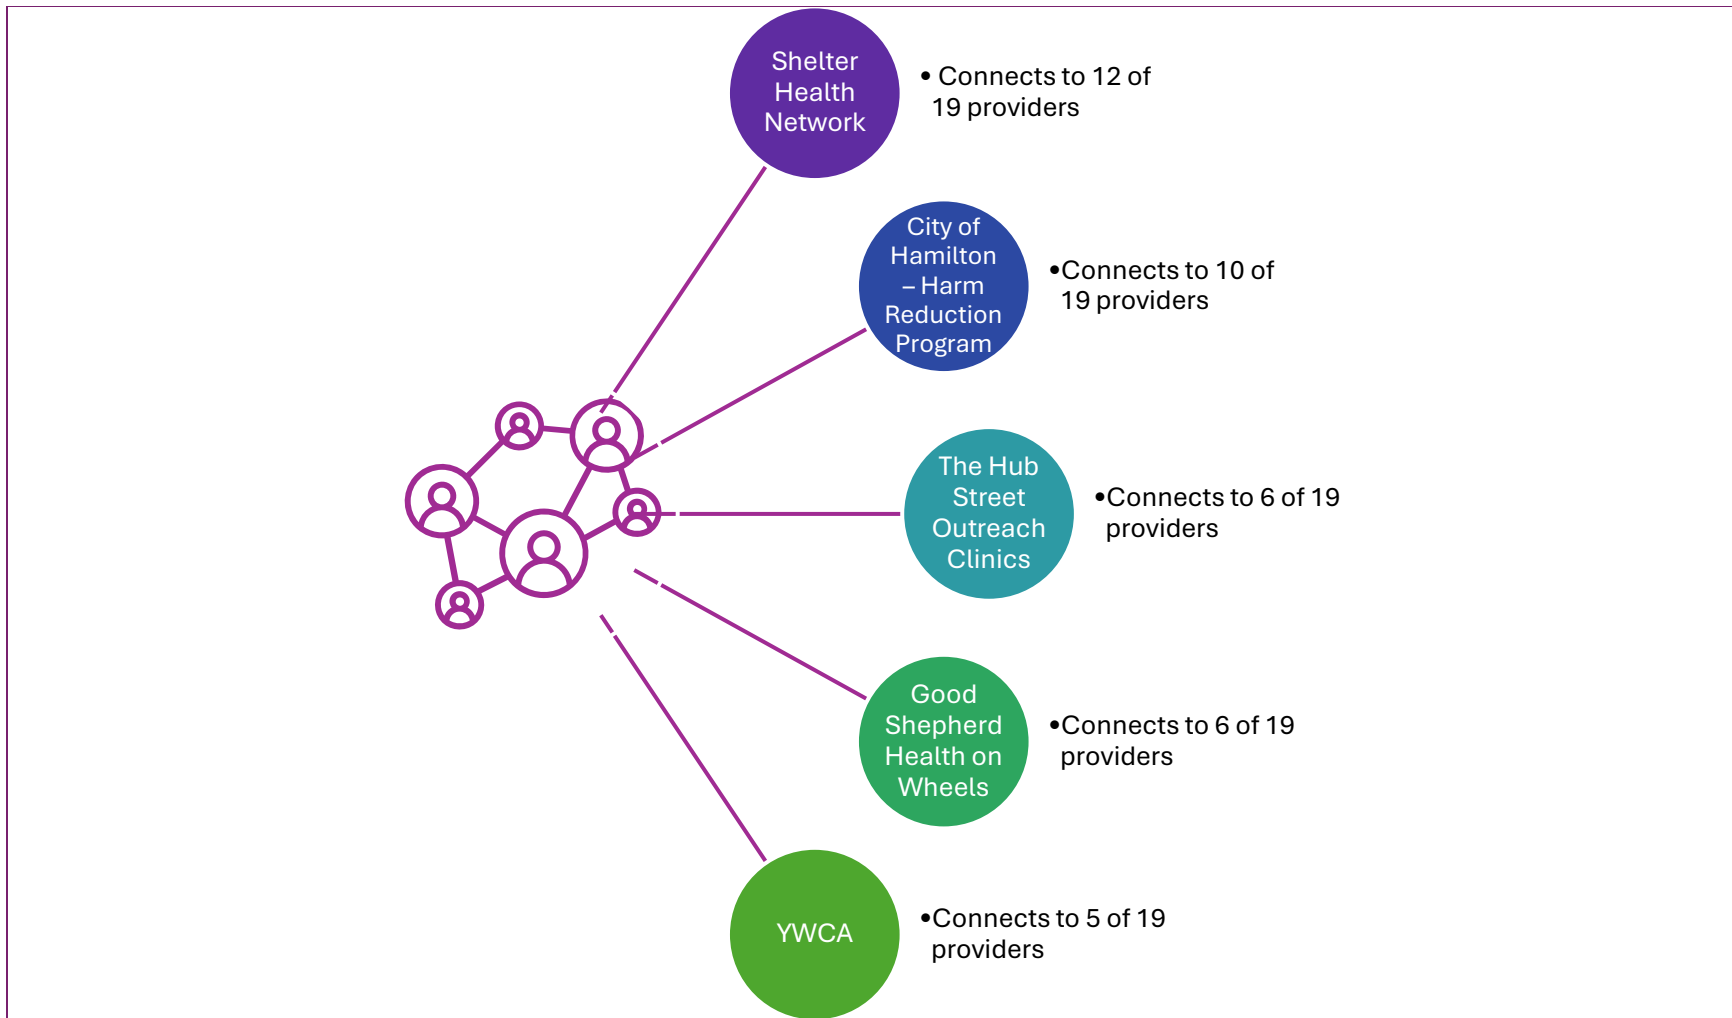 Shelter
Health
Network
• Connects to 12 of
19 providers
City of
Hamilton
– Harm
Reduction
Program
•Connects to 10 of
19 providers
The Hub
Street
Outreach
Clinics
•Connects to 6 of 19
providers
Good
Shepherd
Health on
Wheels
•Connects to 6 of 19
providers
YWCA
•Connects to 5 of 19
providers